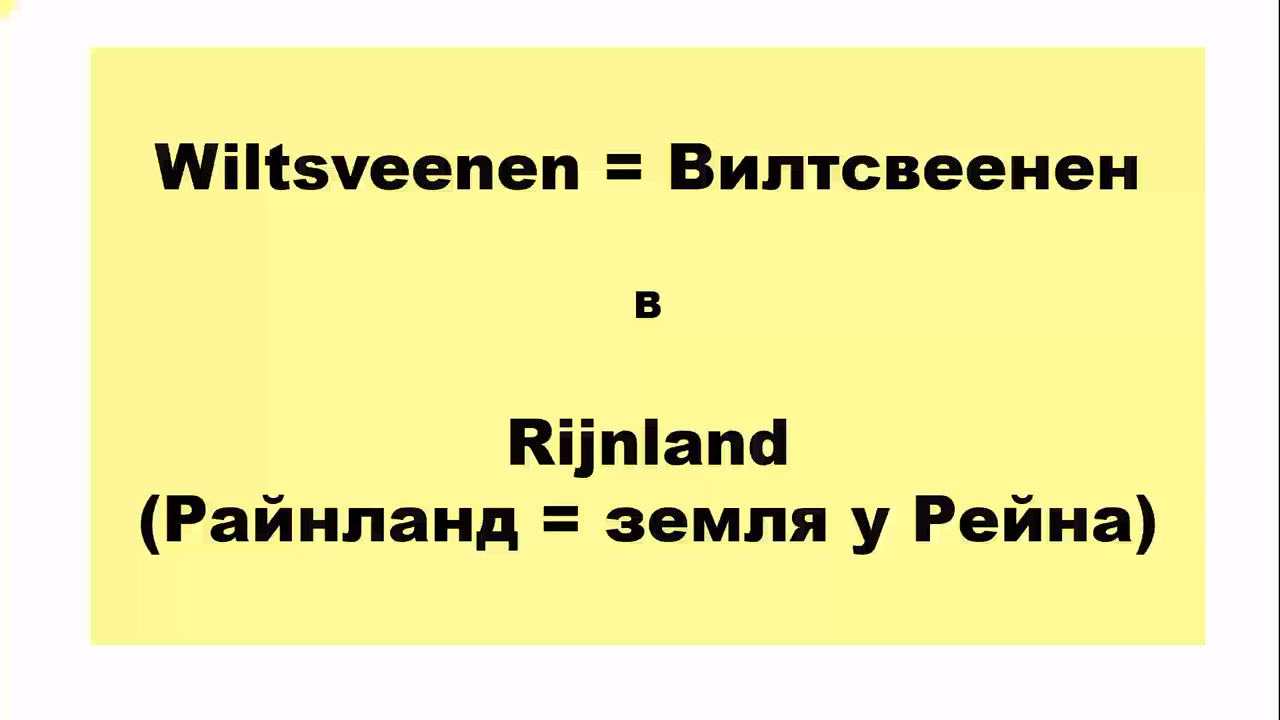 Wiltsveenen = Вилтсвеенен
в
Rijnland
(Райнланд = земля у Рейна)